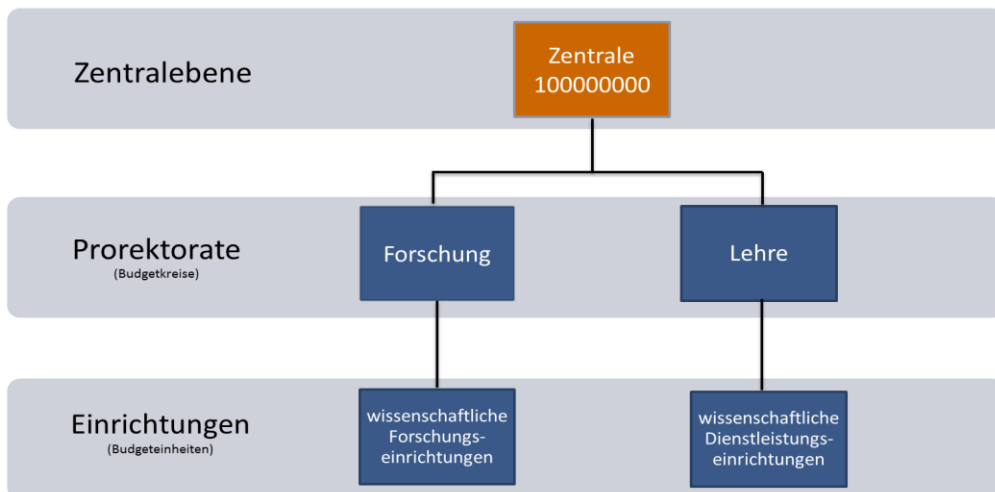 Zentralebene
Zentrale
100000000
Prorektorate
(Budgetkreise)
Forschung
Lehre
Einrichtungen
(Budgeteinheiten)
wissenschaftliche
Forschungs-
einrichtungen
wissenschaftliche
Dienstleistungs-
einrichtungen